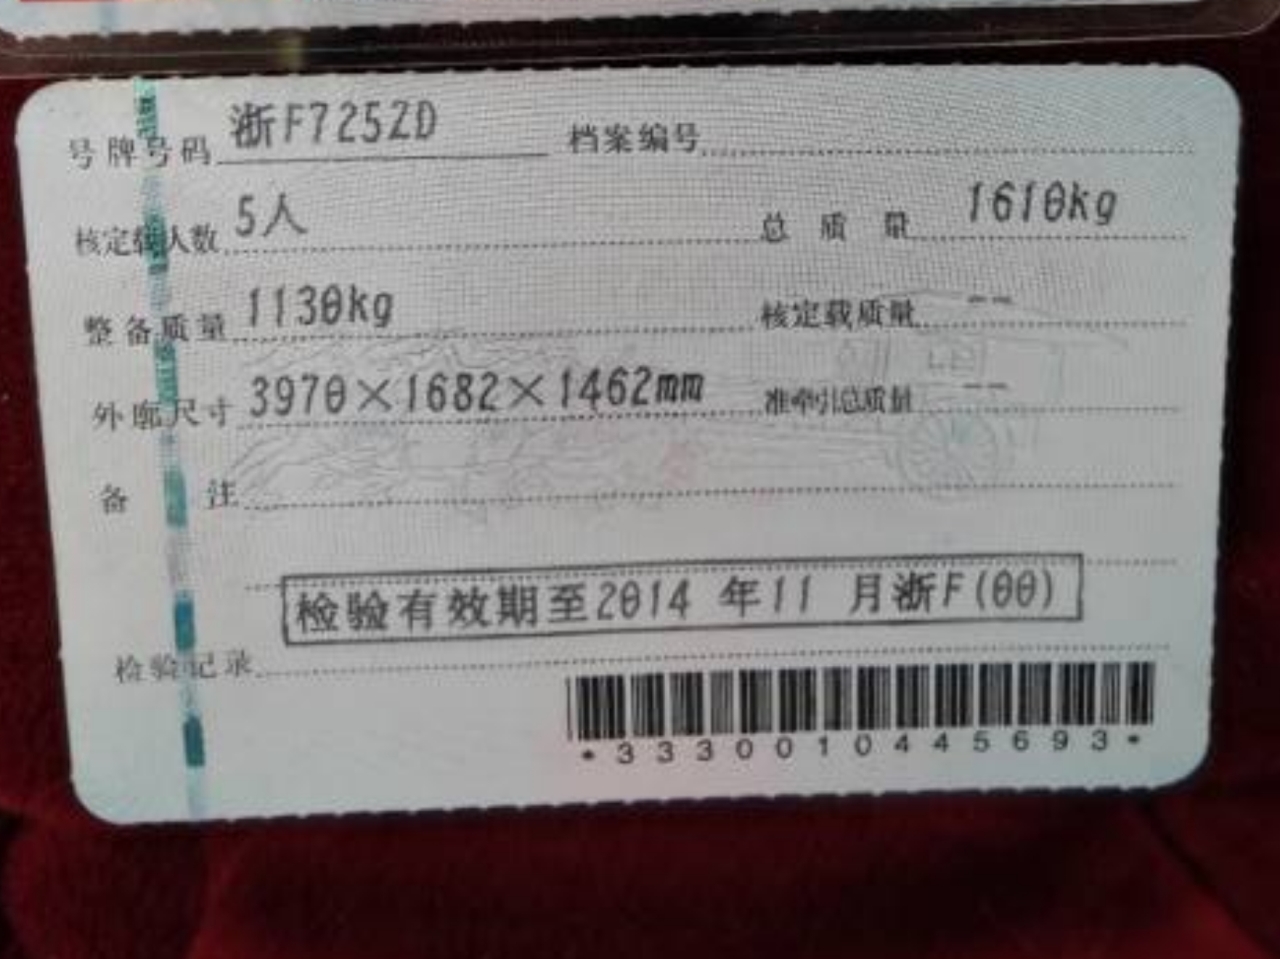 号牌号码 浙F725ZD 档案编号
核定载人数 5人 总质量 1610kg
整备质量 1130kg 核定载质量 --
外廓尺寸 3970×1682×1462mm 准牵引总质量 --
备注
检验有效期至2014 年11 月浙F(00)
检验记录
*3330010445693*